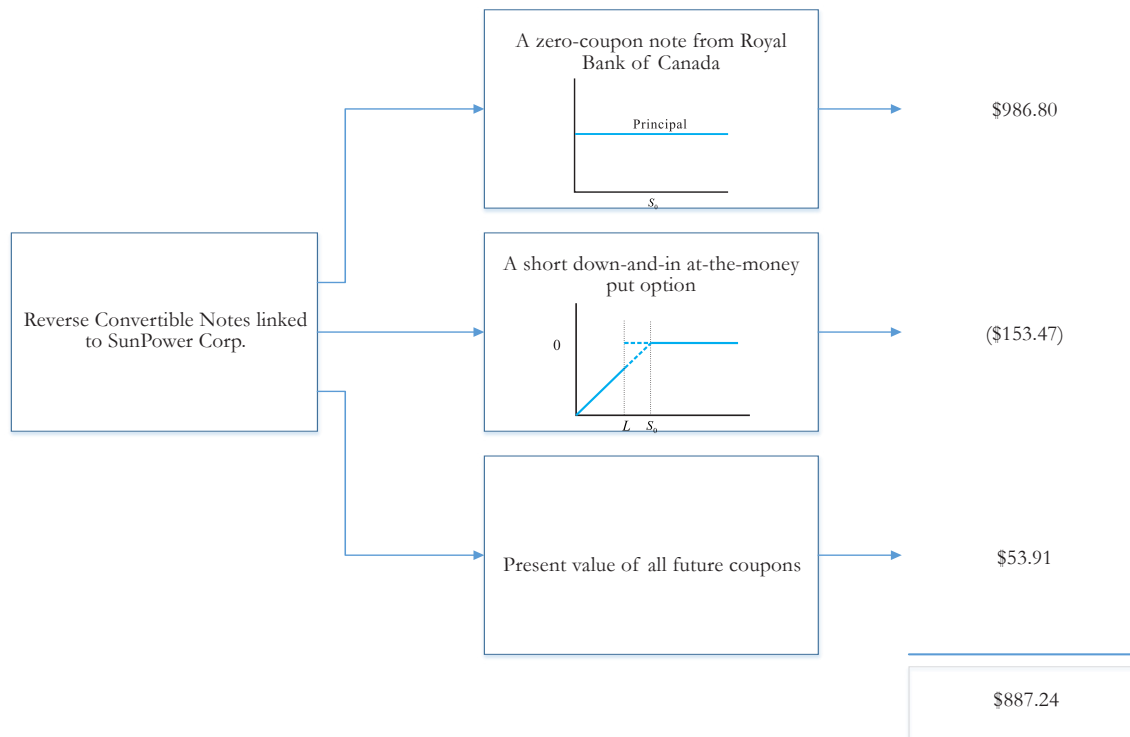 A zero-coupon note from Royal
Bank of Canada
Principal
S₀
$986.80
Reverse Convertible Notes linked
to SunPower Corp.
A short down-and-in at-the-money
put option
0
L S₀
($153.47)
Present value of all future coupons
$53.91
$887.24